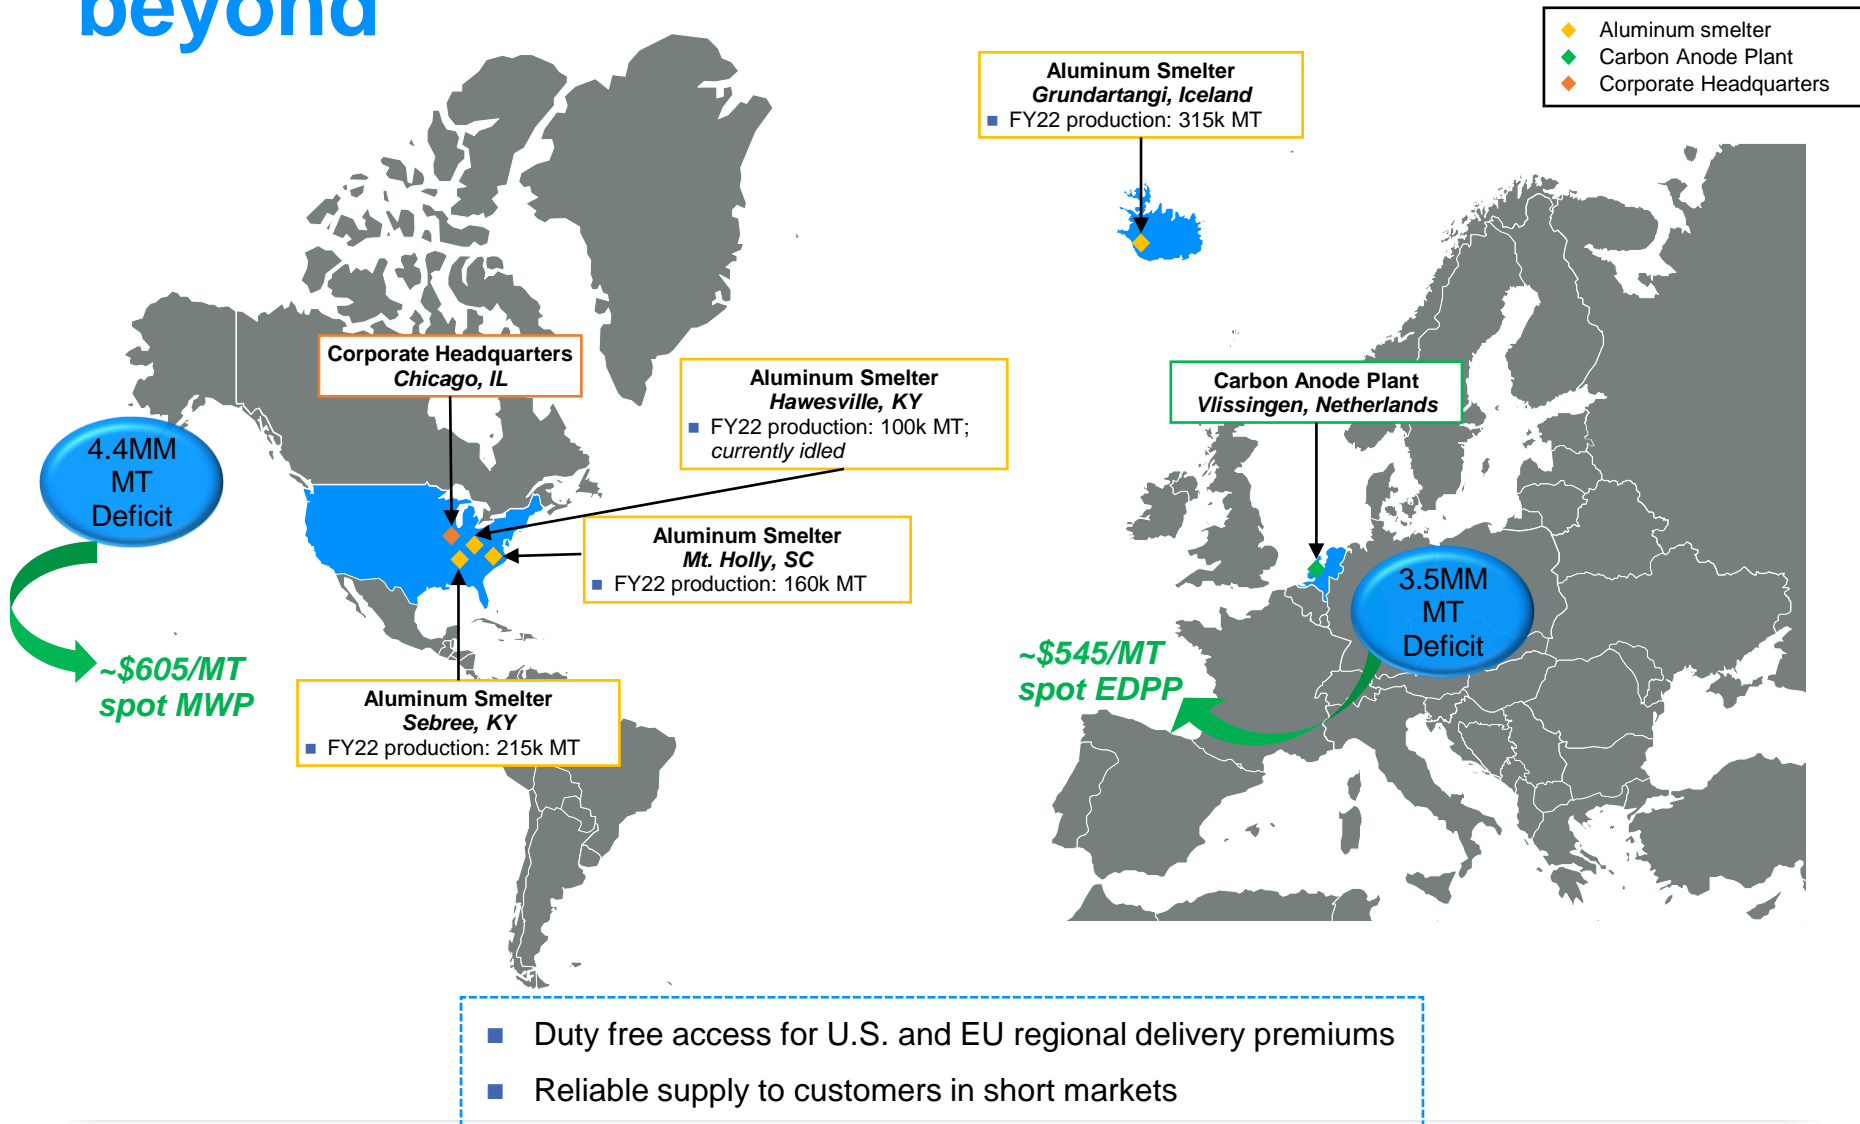 beyond
Aluminum smelter
Carbon Anode Plant
Corporate Headquarters
Aluminum Smelter
Grundartangi, Iceland
FY22 production: 315k MT
Corporate Headquarters
Chicago, IL
Aluminum Smelter
Hawesville, KY
FY22 production: 100k MT;
currently idled
Carbon Anode Plant
Vlissingen, Netherlands
4.4MM
MT
Deficit
Aluminum Smelter
Mt. Holly, SC
FY22 production: 160k MT
3.5MM
MT
Deficit
~$605/MT
spot MWP
~$545/MT
spot EDPP
Aluminum Smelter
Sebree, KY
FY22 production: 215k MT
Duty free access for U.S. and EU regional delivery premiums
Reliable supply to customers in short markets